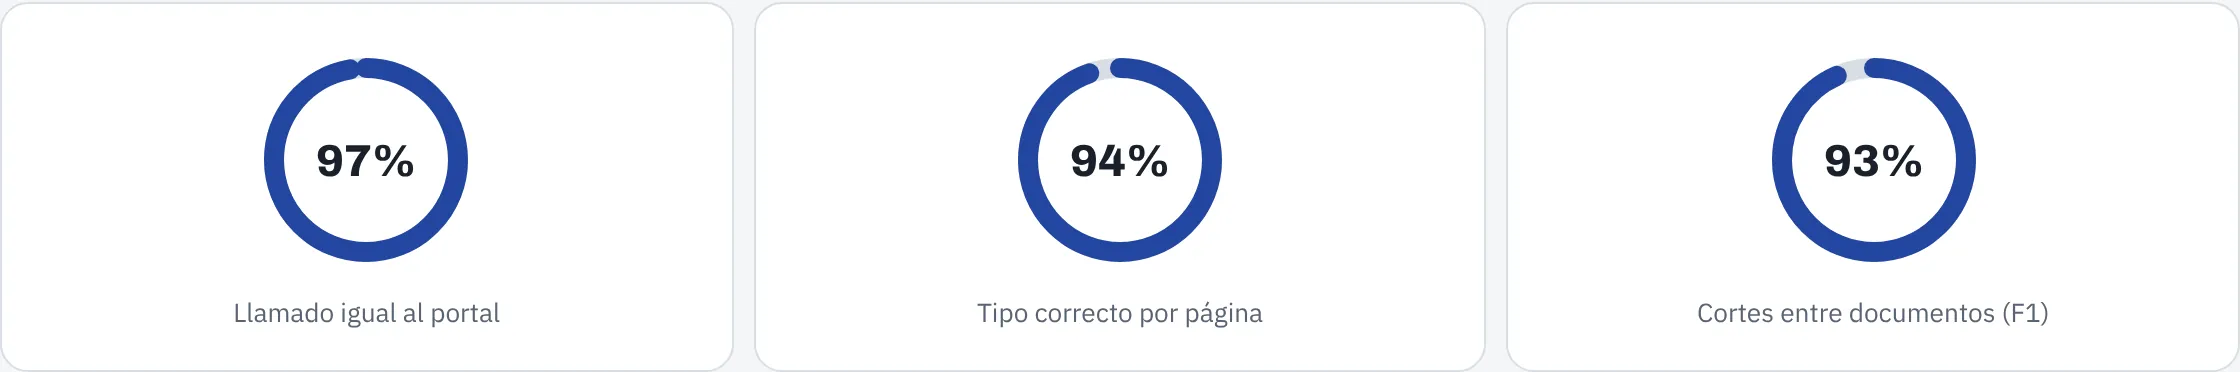 97%
94%
93%
Llamado igual al portal
Tipo correcto por página
Cortes entre documentos (F1)